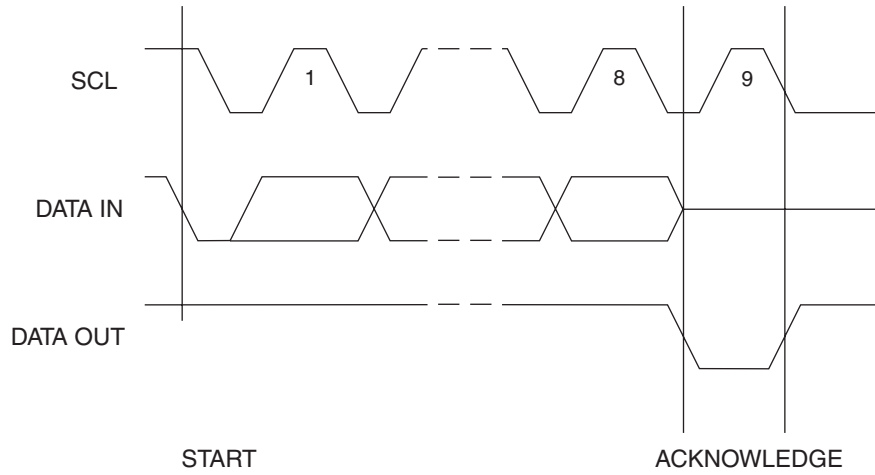 SCL
1
8
9
DATA IN
DATA OUT
START
ACKNOWLEDGE